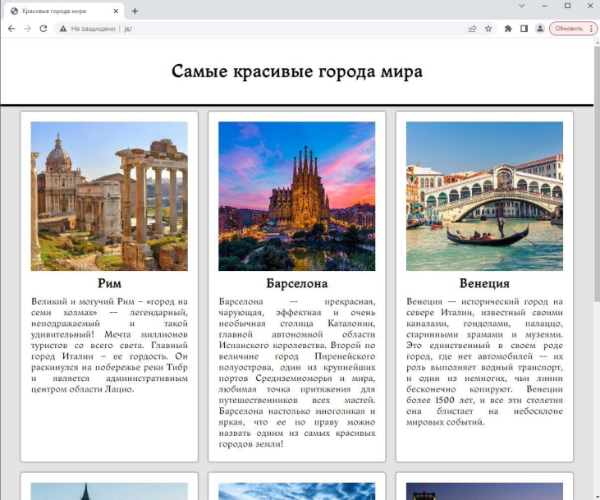 Красивые города мира
Не защищено
js/
Обновить
Самые красивые города мира
Рим
Великий и могучий Рим – «город на
семи холмах» — легендарный,
неподражаемый и такой
удивительный! Мечта миллионов
туристов со всего света. Главный
город Италии – ее гордость. Он
раскинулся на побережье реки Тибр
и является административным
центром области Лацио.
Барселона
Барселона — прекрасная,
чарующая, эффектная и очень
необычная столица Каталонии,
главной автономной области
Испанского королевства. Второй по
величине город Пиренейского
полуострова, один из крупнейших
портов Средиземноморья и мира,
любимая точка притяжения для
путешественников всех мастей.
Барселона настолько многоликая и
яркая, что ее по праву можно
назвать одним из самых красивых
городов земли!
Венеция
Венеция — исторический город на
севере Италии, известный своими
каналами, гондолами, палаццо,
старинными храмами и музеями.
Это единственный в своем роде
город, где нет автомобилей — их
роль выполняет водный транспорт,
и один из немногих, чьи линии
бесконечно копируют. Венеции
более 1500 лет, и все эти столетия
она блистает на небосклоне
мировых событий.